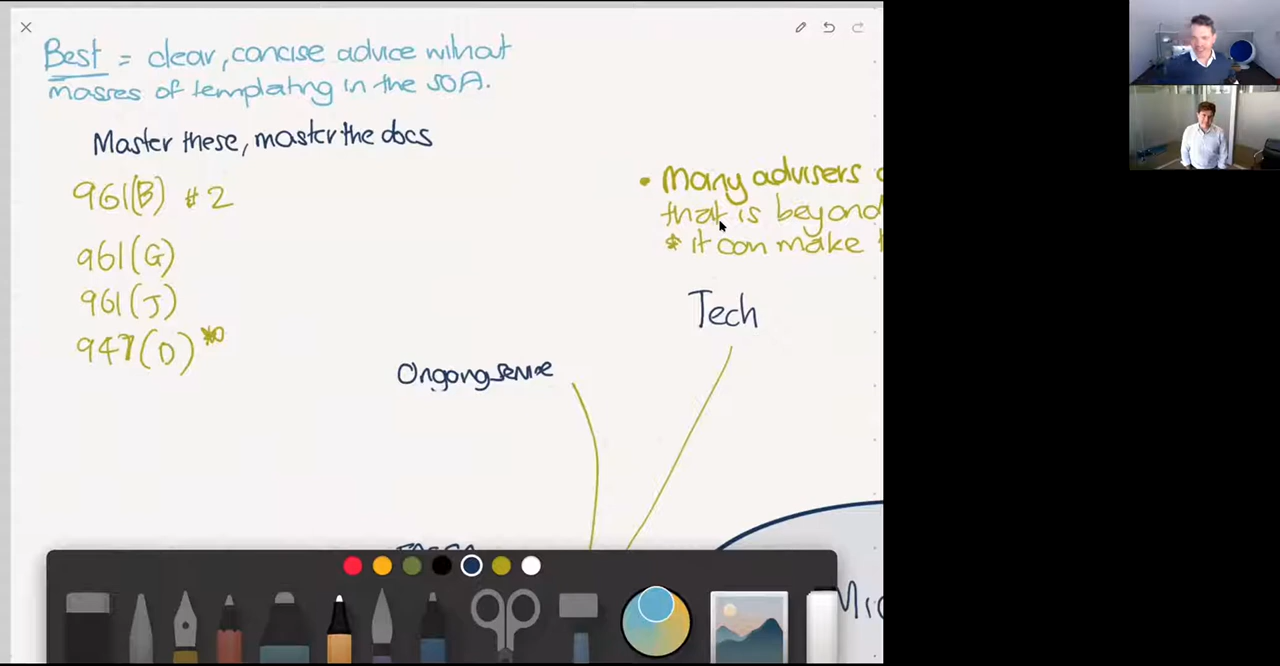 Best = clear, concise advice without
masses of templating in the SOA.
Master these, master the docs
961(B) #2
961(G)
961(J)
947(D)
• Many advisers
that is beyond
* it can make
Tech
Ongong service